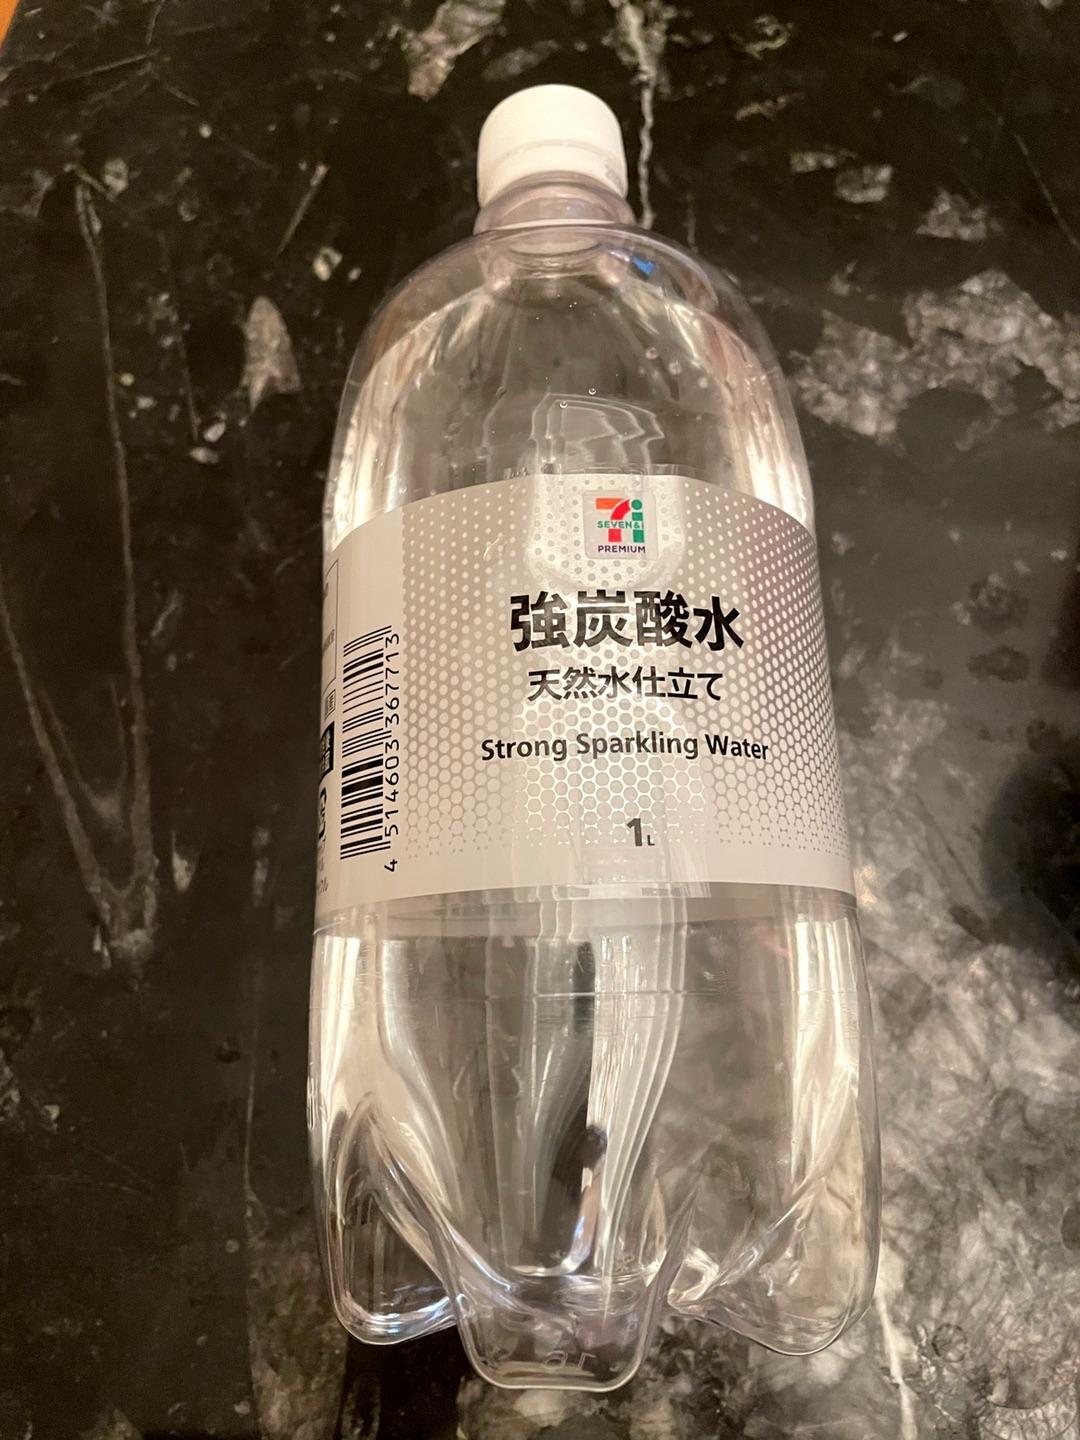 7i
SEVEN&i
PREMIUM
強炭酸水
天然水仕立て
Strong Sparkling Water
1L
4 514603 367713